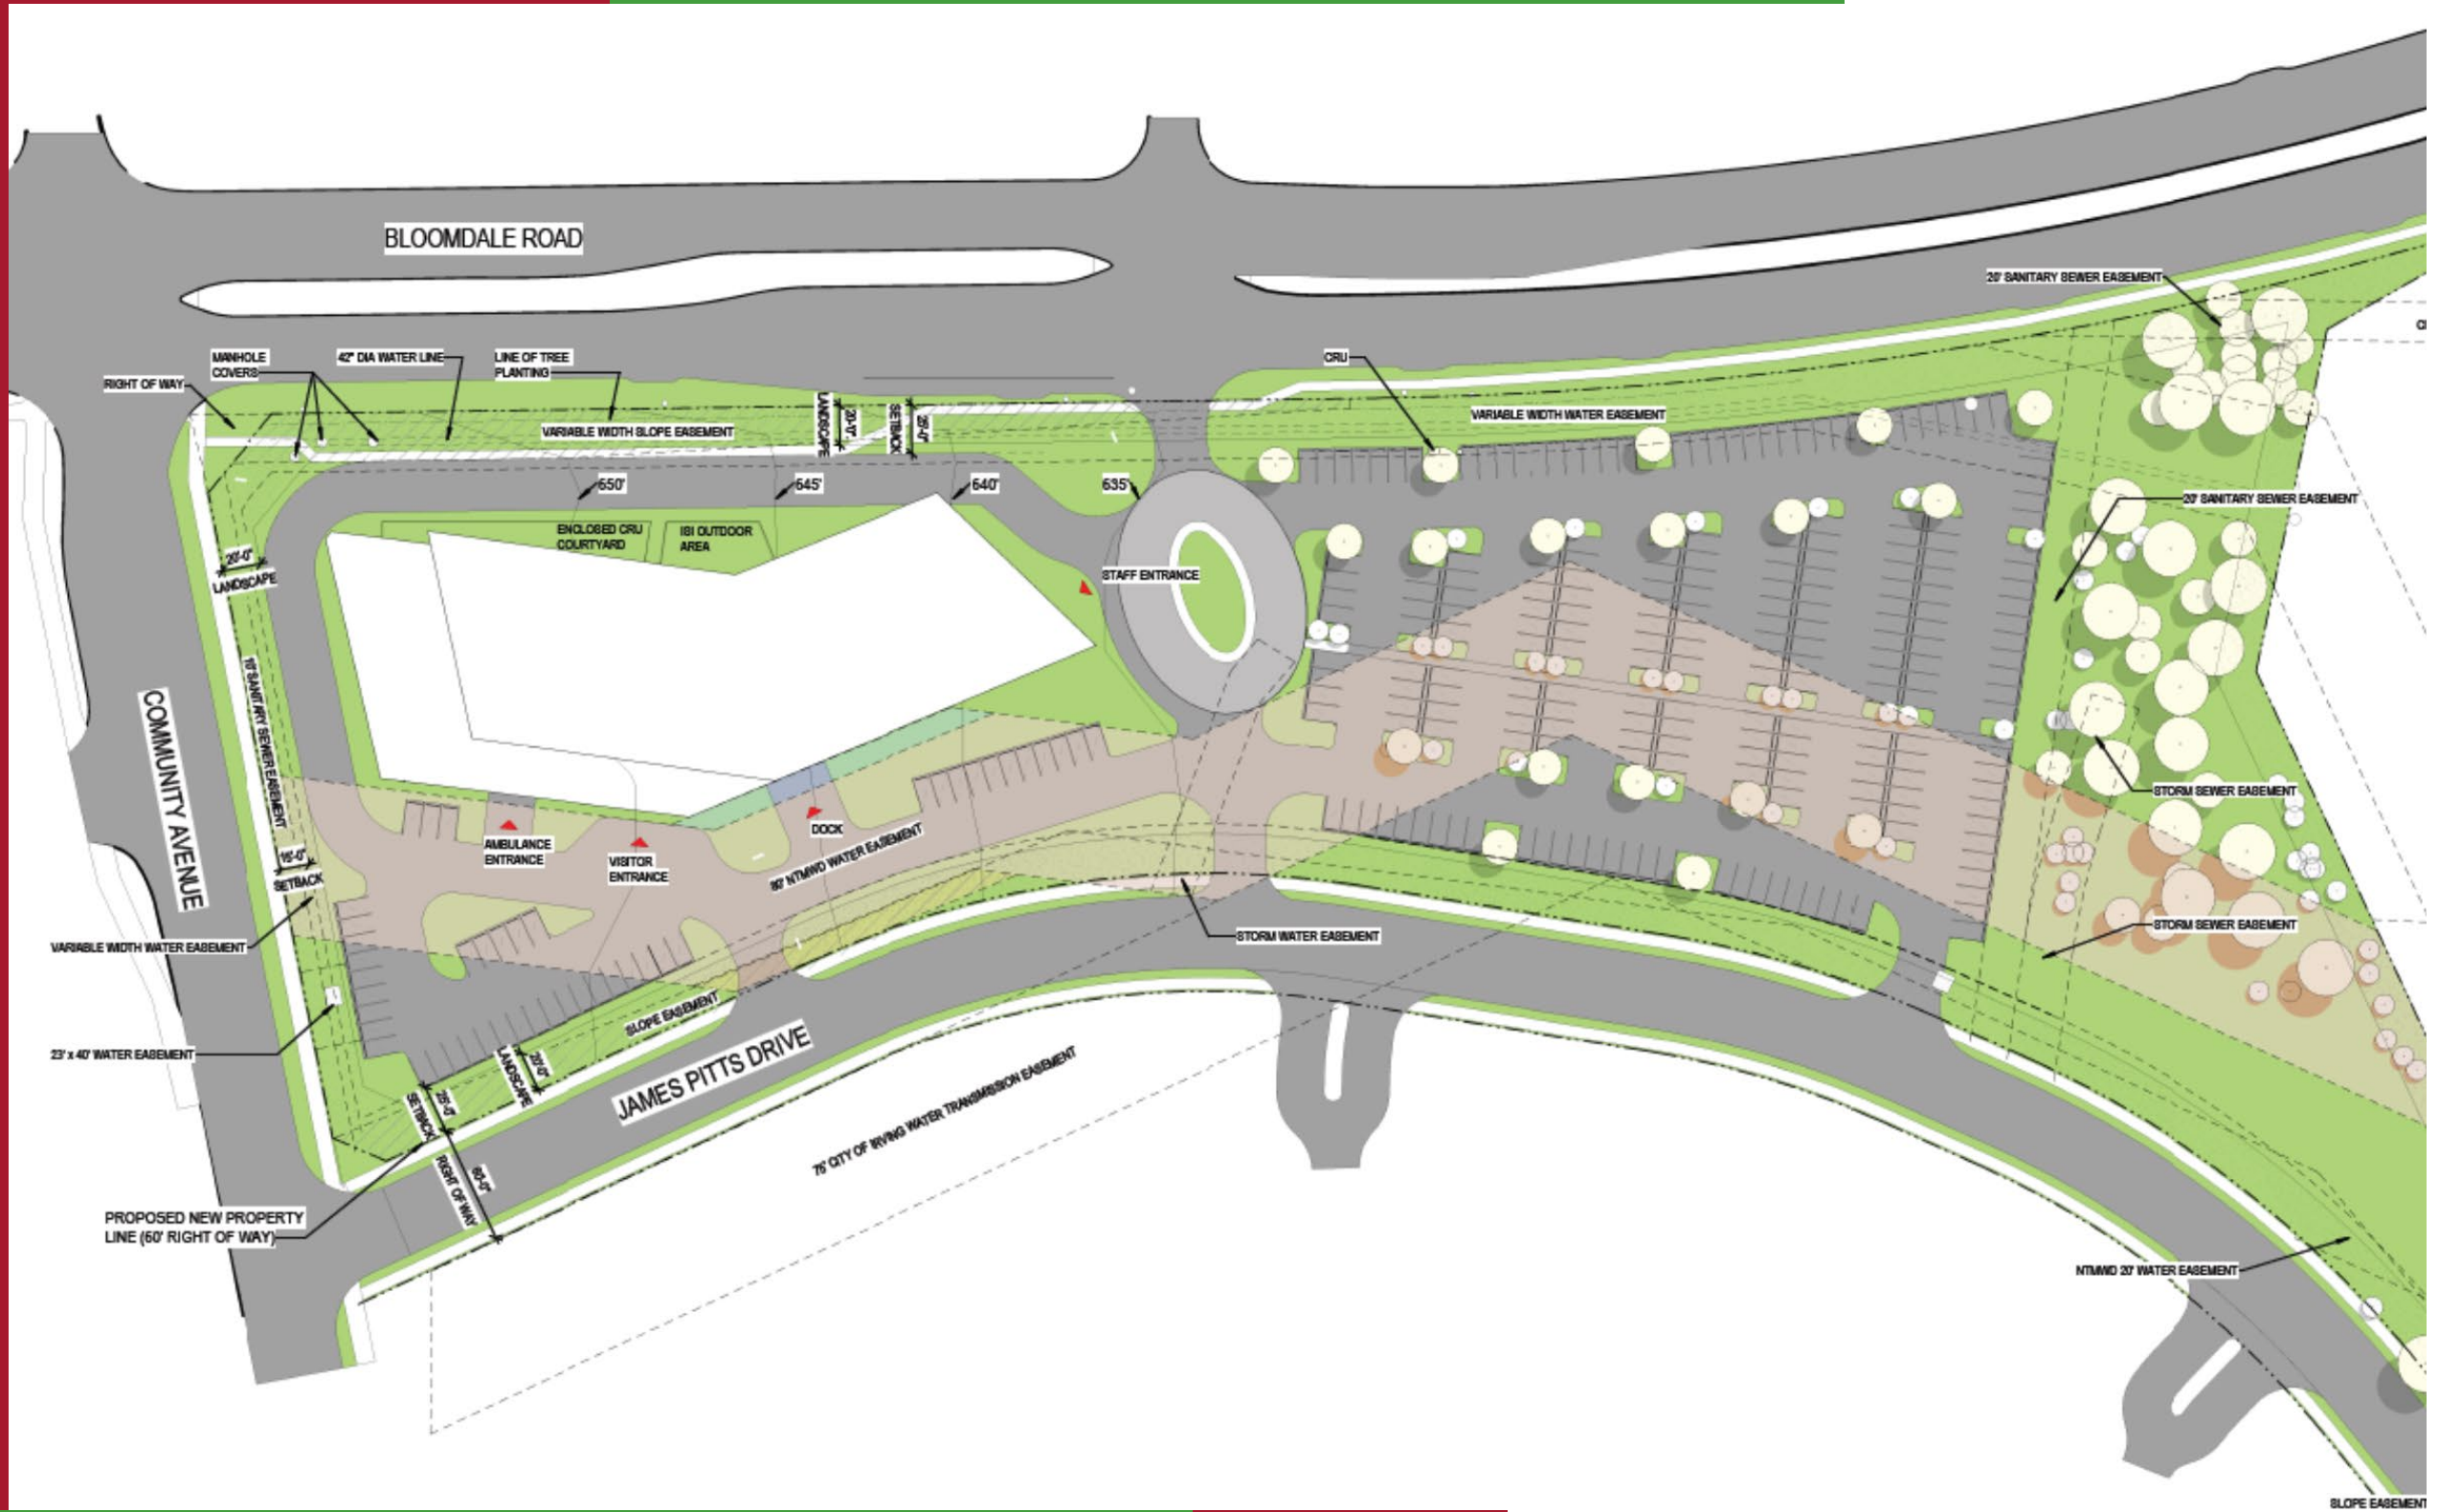 BLOOMDALE ROAD
20' SANITARY SEWER EASEMENT
MANHOLE
COVERS
42" DIA WATER LINE
LINE OF TREE
PLANTING
CRU
RIGHT OF WAY
LANDSCAPE
20'-0"
SETBACK
25'-0"
VARIABLE WIDTH WATER EASEMENT
VARIABLE WIDTH SLOPE EASEMENT
650'
645'
640'
635'
20' SANITARY SEWER EASEMENT
ENCLOSED CRU
COURTYARD
ISI OUTDOOR
AREA
20'-0"
LANDSCAPE
STAFF ENTRANCE
COMMUNITY AVENUE
10' SANITARY SEWER EASEMENT
STORM SEWER EASEMENT
DOCK
AMBULANCE
ENTRANCE
VISITOR
ENTRANCE
80' NTMWD WATER EASEMENT
15'-0"
SETBACK
STORM SEWER EASEMENT
STORM WATER EASEMENT
VARIABLE WIDTH WATER EASEMENT
SLOPE EASEMENT
23' x 40' WATER EASEMENT
LANDSCAPE
20'-0"
JAMES PITTS DRIVE
SETBACK
25'-0"
75' CITY OF IRVING WATER TRANSMISSION EASEMENT
RIGHT OF WAY
60'-0"
PROPOSED NEW PROPERTY
LINE (60' RIGHT OF WAY)
NTMWD 20' WATER EASEMENT
SLOPE EASEMENT